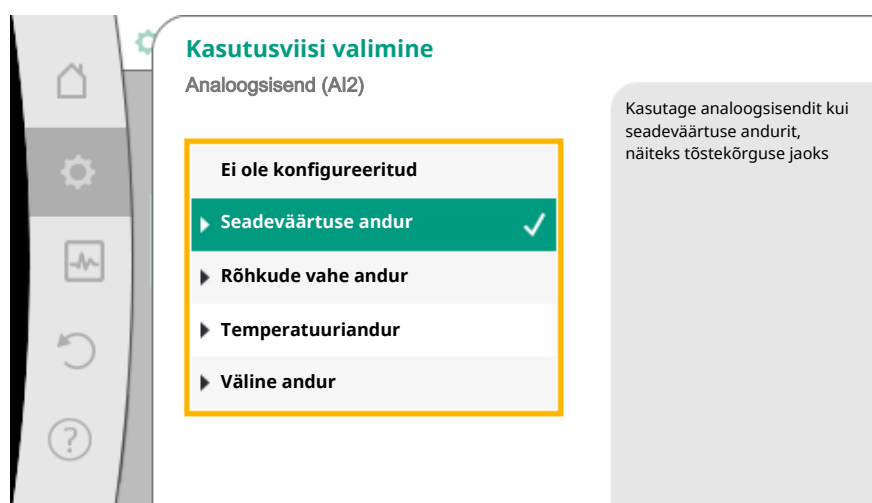 Kasutusviisi valimine
Analoogsisend (AI2)
Ei ole konfigureeritud
Seadeväärtuse andur
Rõhkude vahe andur
Temperatuuriandur
Väline andur
Kasutage analoogsisendit kui
seadeväärtuse andurit,
näiteks tõstekõrguse jaoks
?